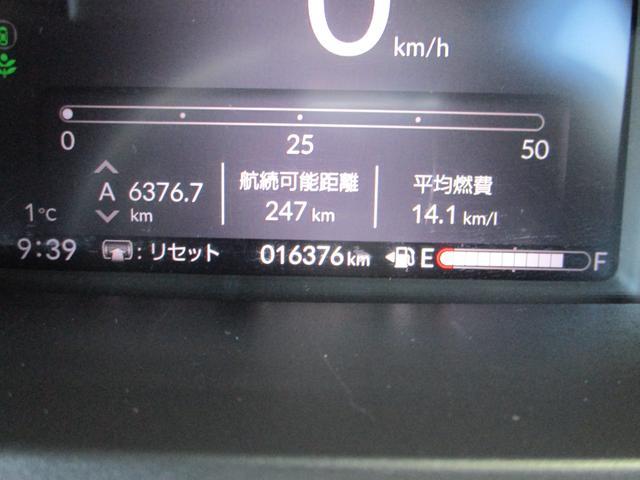 0 km/h
0 25 50
A 6376.7 km
航続可能距離
247 km
平均燃費
14.1 km/l
1℃
9:39
: リセット
016376km
E F